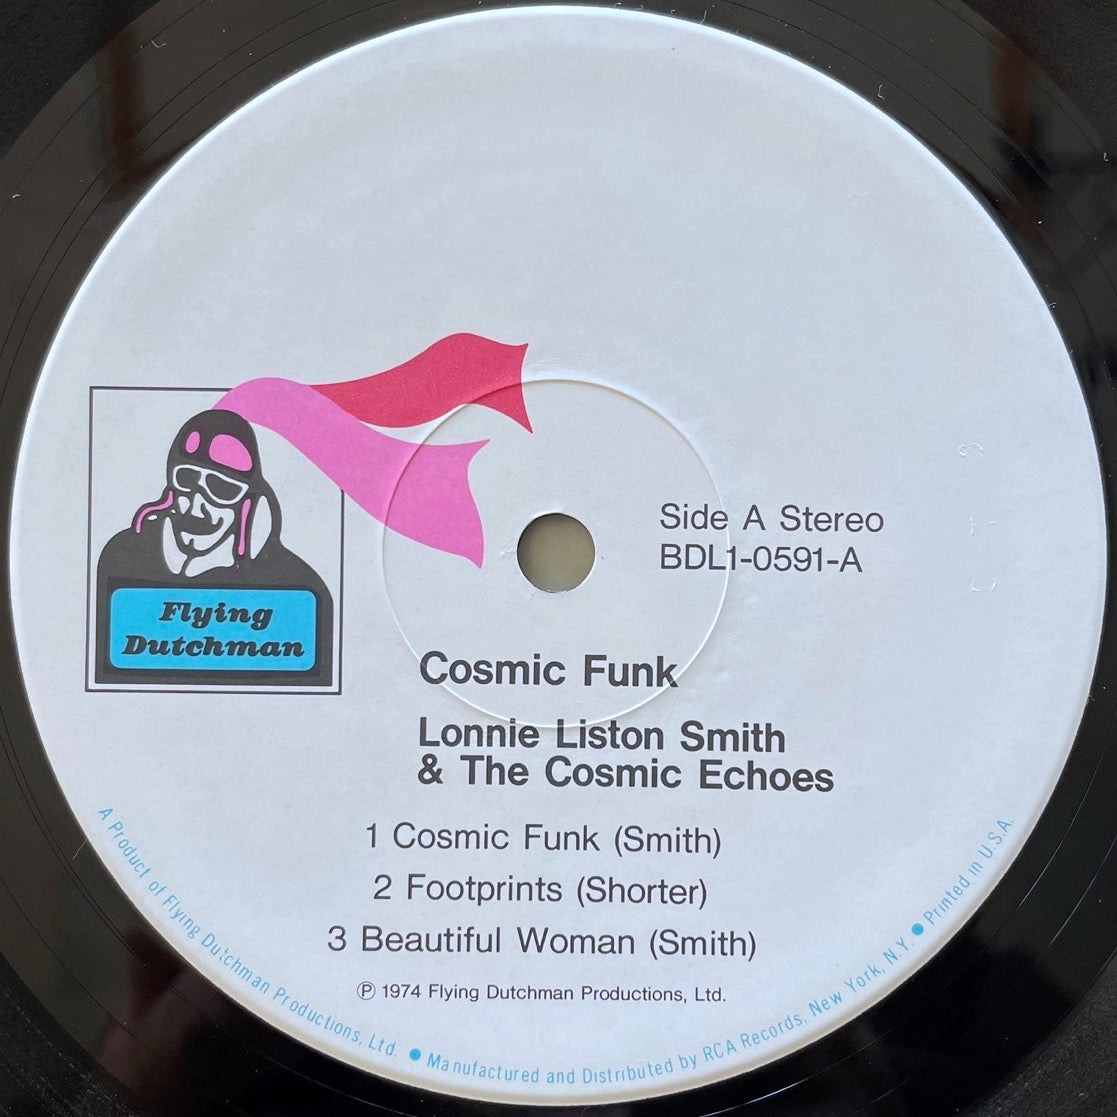 Flying
Dutchman
Side A Stereo
BDL1-0591-A
Cosmic Funk
Lonnie Liston Smith
& The Cosmic Echoes
1 Cosmic Funk (Smith)
2 Footprints (Shorter)
3 Beautiful Woman (Smith)
℗ 1974 Flying Dutchman Productions, Ltd.
A Product of Flying Dutchman Productions, Ltd. ● Manufactured and Distributed by RCA Records, New York, N.Y. ● Printed in U.S.A.